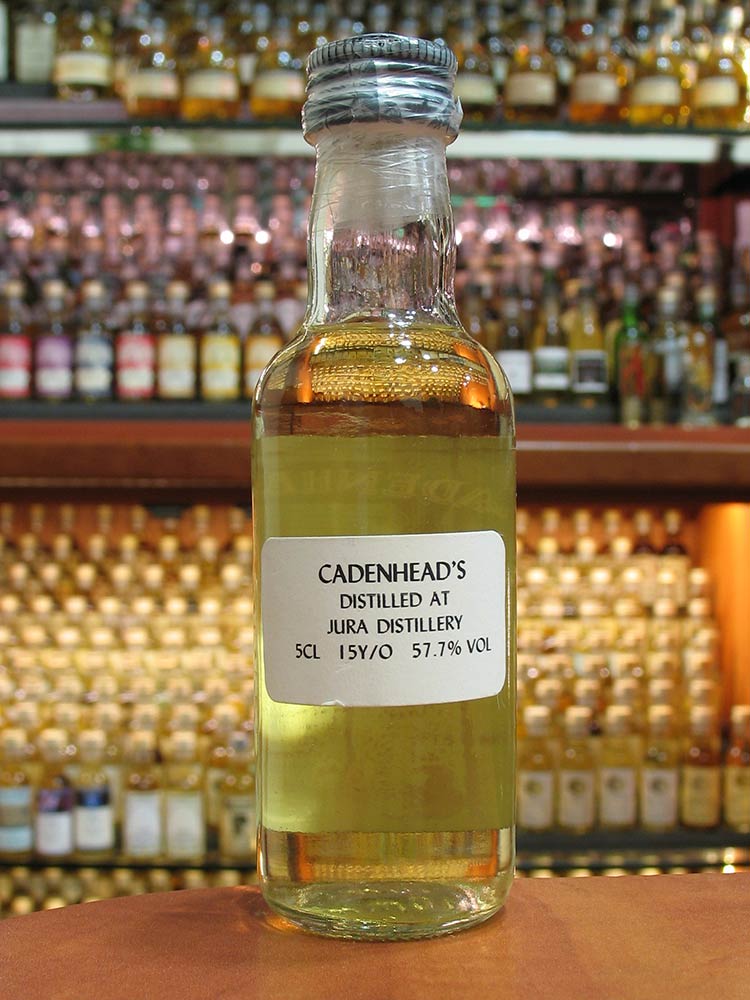 CADENHEAD'S
DISTILLED AT
JURA DISTILLERY
5CL 15Y/O 57.7% VOL